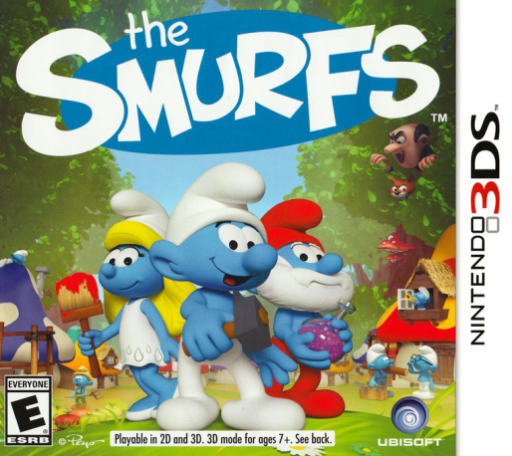 the
SMURFS
TM
NINTENDO 3DS
TM
EVERYONE
E
ESRB
© Peyo
Playable in 2D and 3D. 3D mode for ages 7+. See back.
UBISOFT